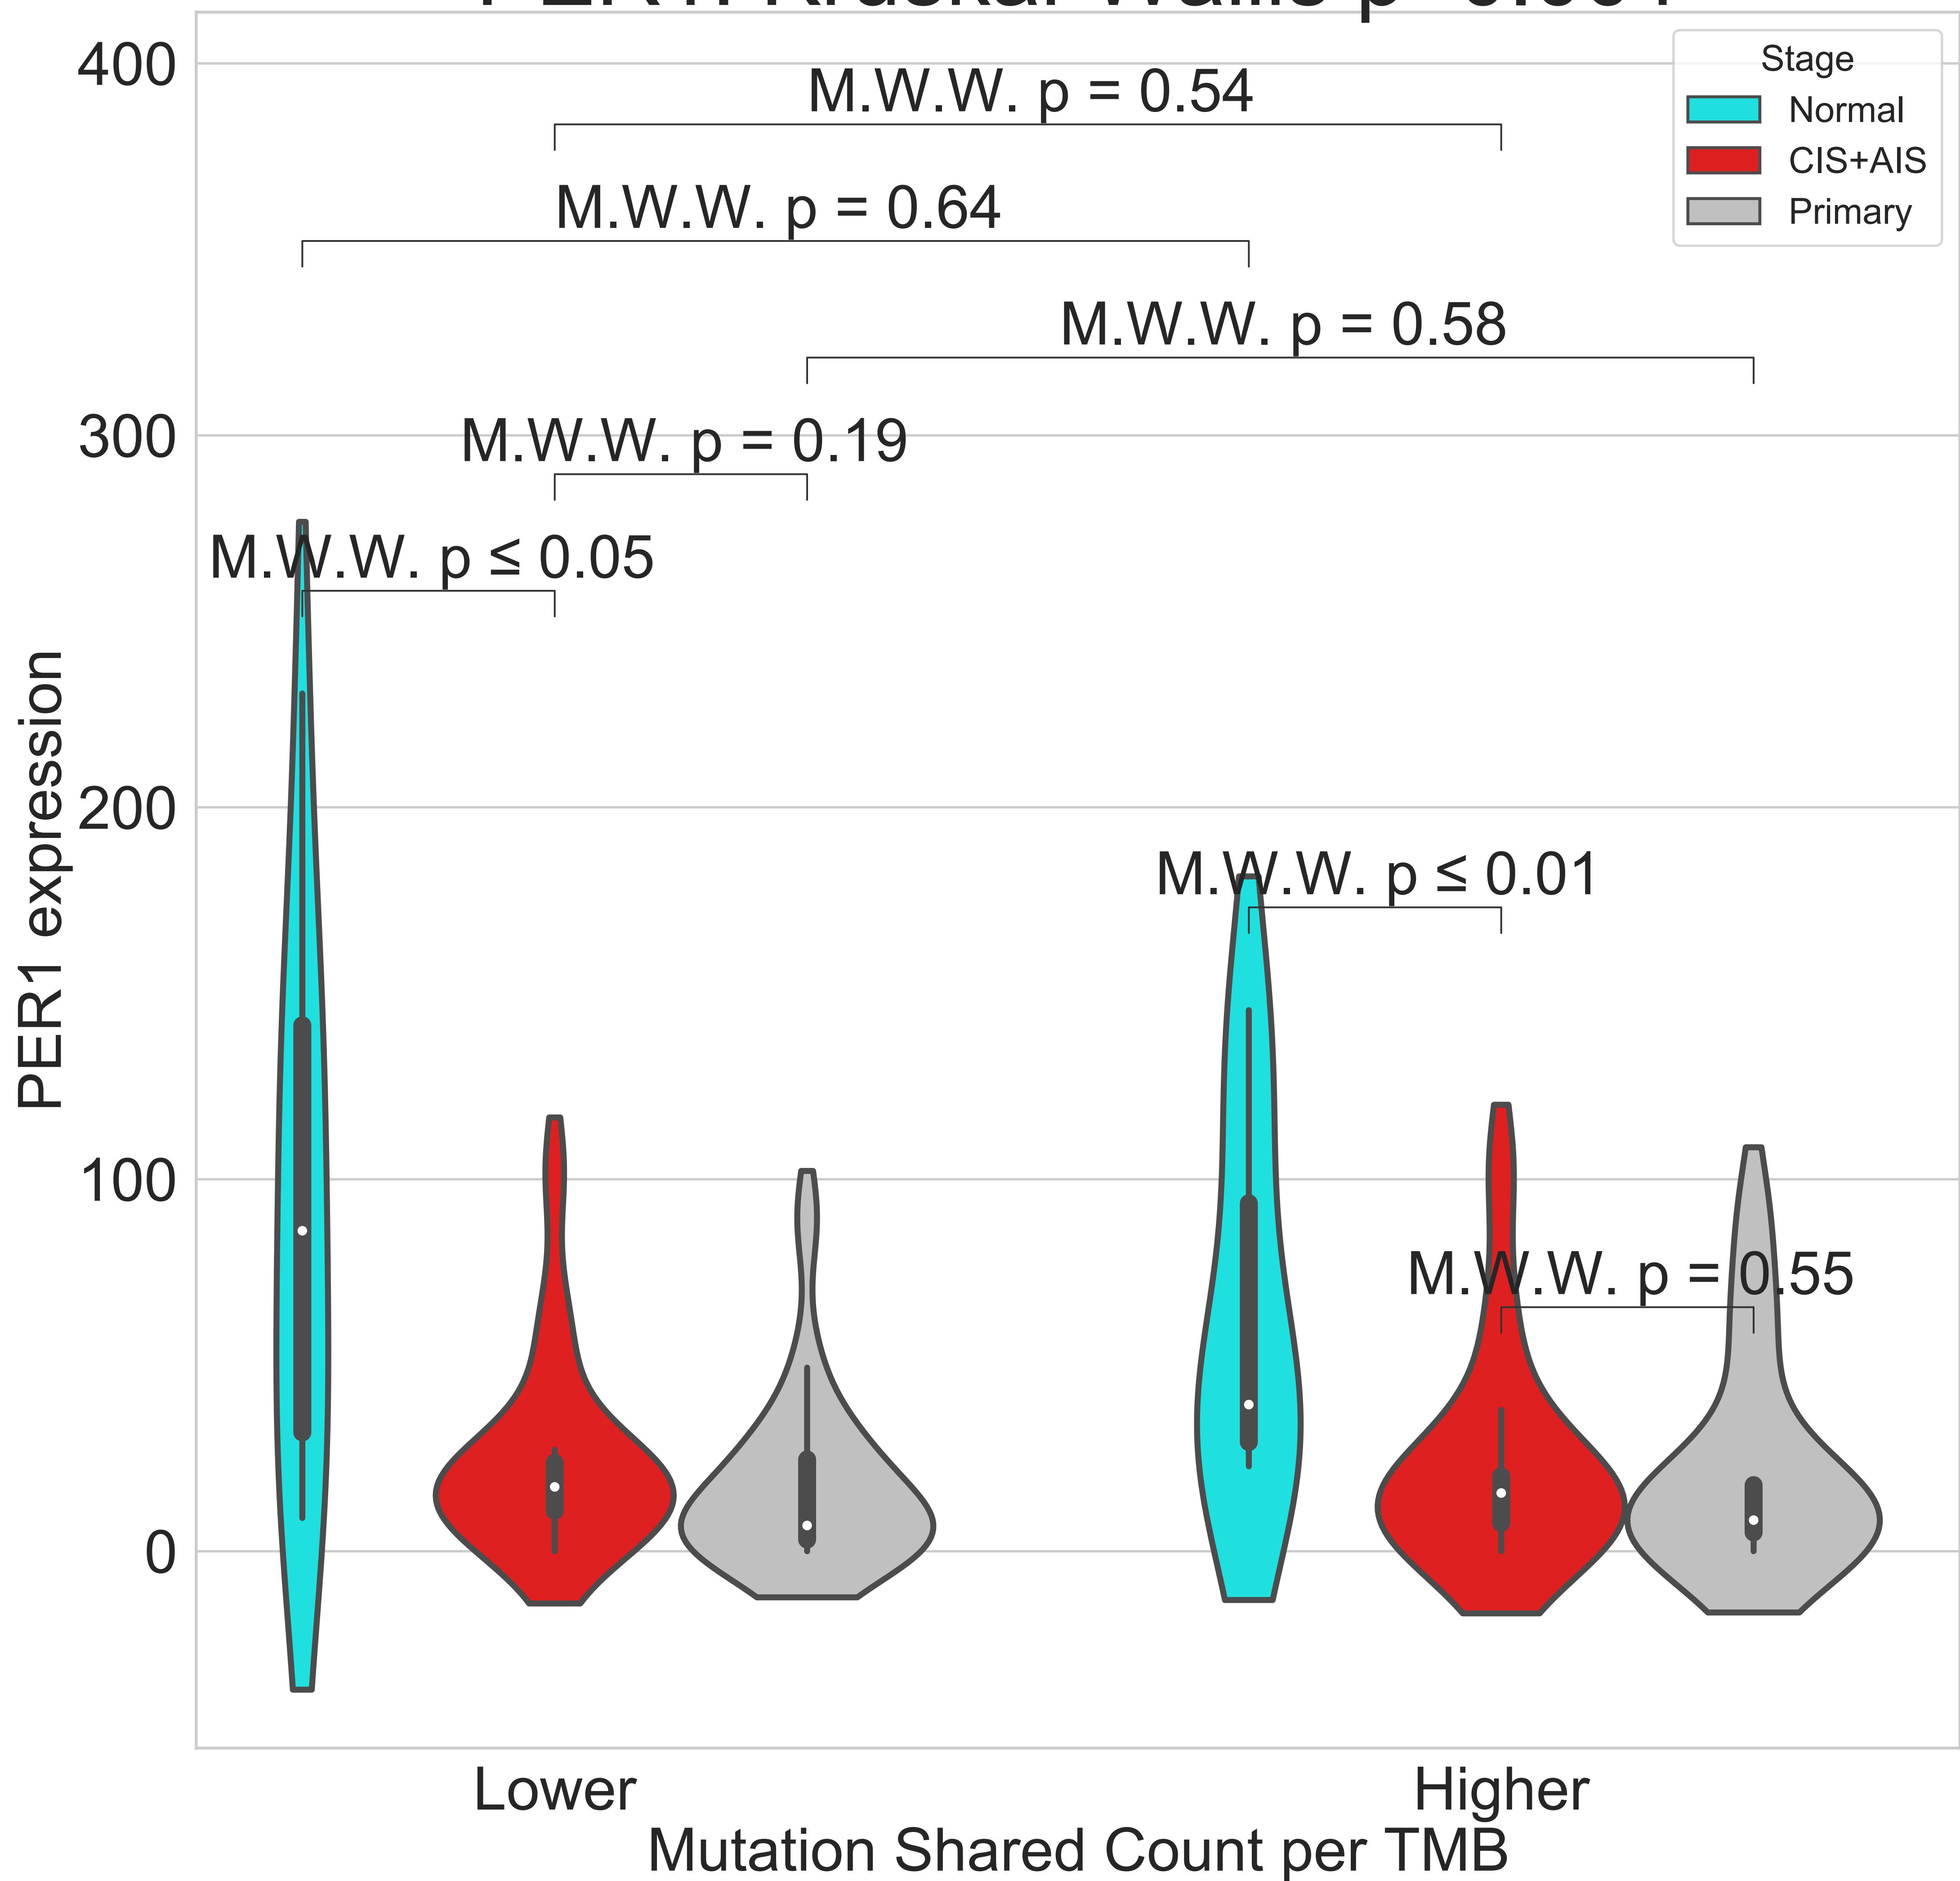 400
M.W.W. p = 0.54
Stage
Normal
CIS+AIS
Primary
M.W.W. p = 0.64
M.W.W. p = 0.58
300
M.W.W. p = 0.19
M.W.W. p ≤ 0.05
PER1 expression
200
M.W.W. p ≤ 0.01
100
M.W.W. p = 0.55
0
Lower
Higher
Mutation Shared Count per TMB